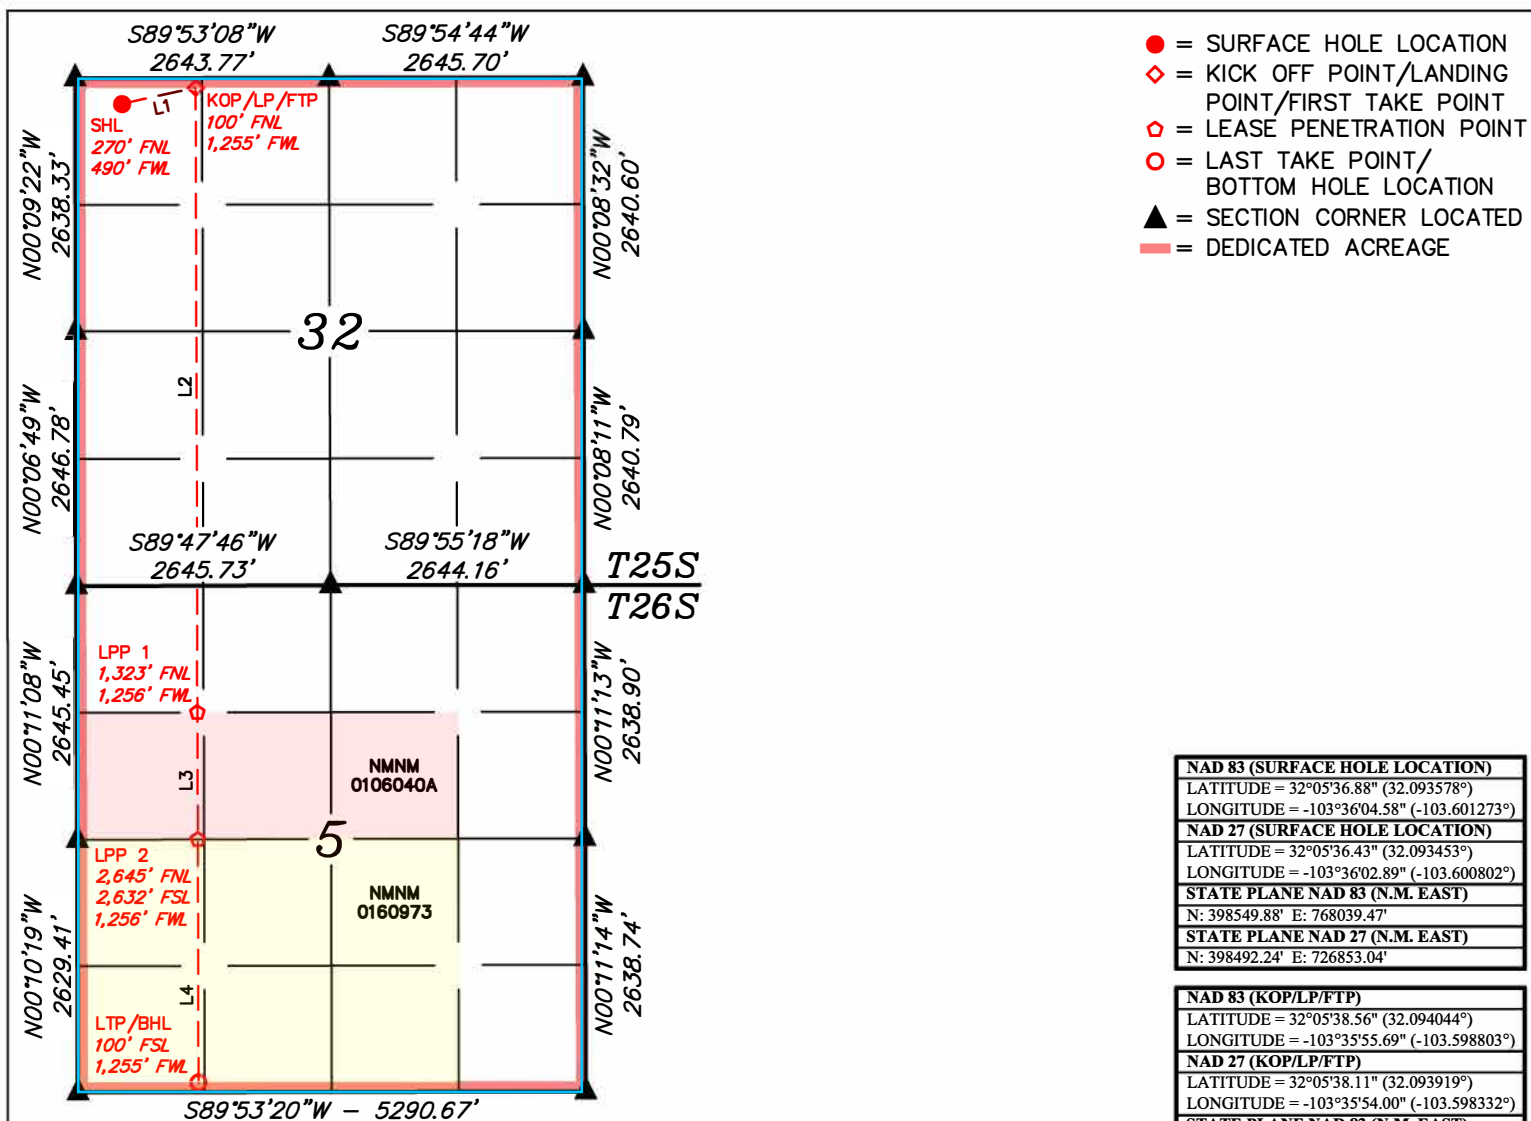 S89°53'08"W
2643.77'
S89°54'44"W
2645.70'
= SURFACE HOLE LOCATION
= KICK OFF POINT/LANDING
POINT/FIRST TAKE POINT
= LEASE PENETRATION POINT
= LAST TAKE POINT/
BOTTOM HOLE LOCATION
= SECTION CORNER LOCATED
= DEDICATED ACREAGE
L1
SHL
270' FNL
490' FWL
KOP/LP/FTP
100' FNL
1,255' FWL
N00°09'22"W
2638.33'
N00°08'32"W
2640.60'
32
L2
N00°06'49"W
2646.78'
N00°08'11"W
2640.79'
S89°47'46"W
2645.73'
S89°55'18"W
2644.16'
T25S
T26S
LPP 1
1,323' FNL
1,256' FWL
N00°11'08"W
2645.45'
N00°11'13"W
2638.90'
L3
NMNM
0106040A
5
LPP 2
2,645' FNL
2,632' FSL
1,256' FWL
NMNM
0160973
N00°10'19"W
2629.41'
N00°11'14"W
2638.74'
L4
LTP/BHL
100' FSL
1,255' FWL
S89°53'20"W – 5290.67'
NAD 83 (SURFACE HOLE LOCATION)
LATITUDE = 32°05'36.88" (32.093578°)
LONGITUDE = -103°36'04.58" (-103.601273°)
NAD 27 (SURFACE HOLE LOCATION)
LATITUDE = 32°05'36.43" (32.093453°)
LONGITUDE = -103°36'02.89" (-103.600802°)
STATE PLANE NAD 83 (N.M. EAST)
N: 398549.88' E: 768039.47'
STATE PLANE NAD 27 (N.M. EAST)
N: 398492.24' E: 726853.04'
NAD 83 (KOP/LP/FTP)
LATITUDE = 32°05'38.56" (32.094044°)
LONGITUDE = -103°35'55.69" (-103.598803°)
NAD 27 (KOP/LP/FTP)
LATITUDE = 32°05'38.11" (32.093919°)
LONGITUDE = -103°35'54.00" (-103.598332°)
STATE PLANE NAD 83 (N.M. EAST)